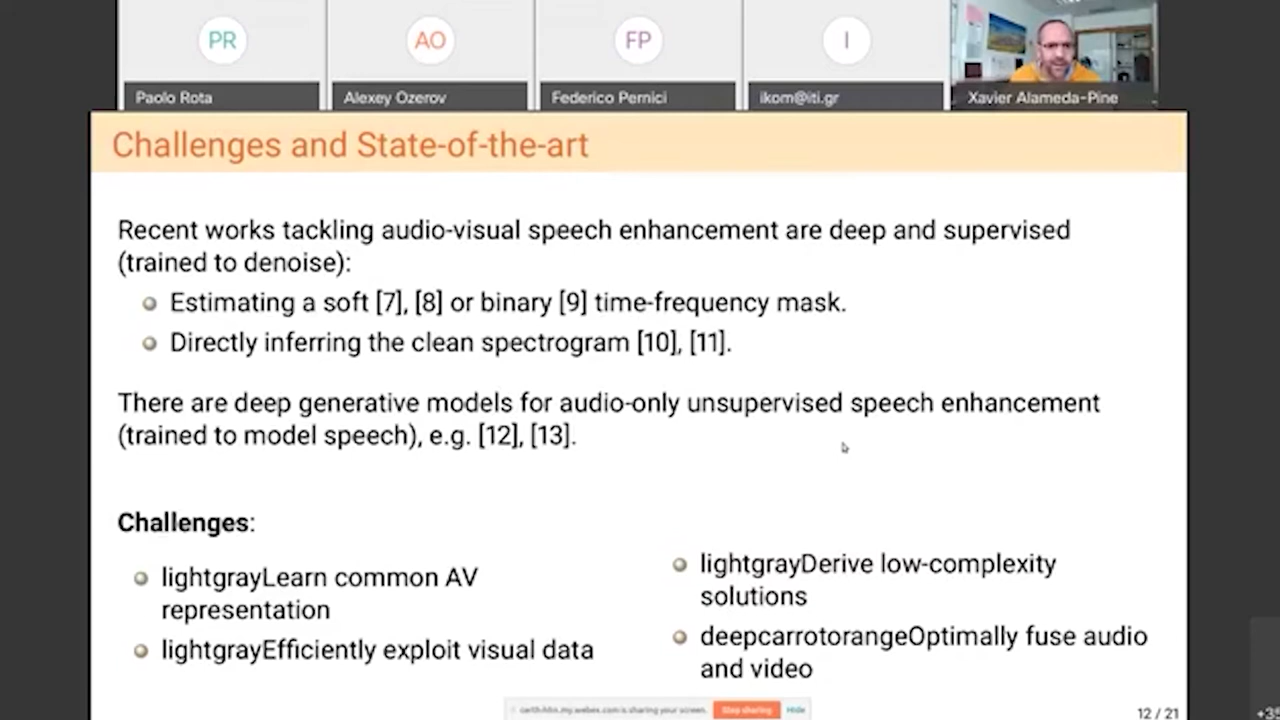 PR
AO
FP
I
Paolo Rota
Alexey Ozerov
Federico Pernici
ikom@iti.gr
Xavier Alameda-Pine
Challenges and State-of-the-art
Recent works tackling audio-visual speech enhancement are deep and supervised
(trained to denoise):
Estimating a soft [7], [8] or binary [9] time-frequency mask.
Directly inferring the clean spectrogram [10], [11].
There are deep generative models for audio-only unsupervised speech enhancement
(trained to model speech), e.g. [12], [13].
Challenges:
lightgrayLearn common AV
representation
lightgrayEfficiently exploit visual data
lightgrayDerive low-complexity
solutions
deepcarrotorangeOptimally fuse audio
and video
is sharing your screen.
Stop sharing
Hide
12 / 21